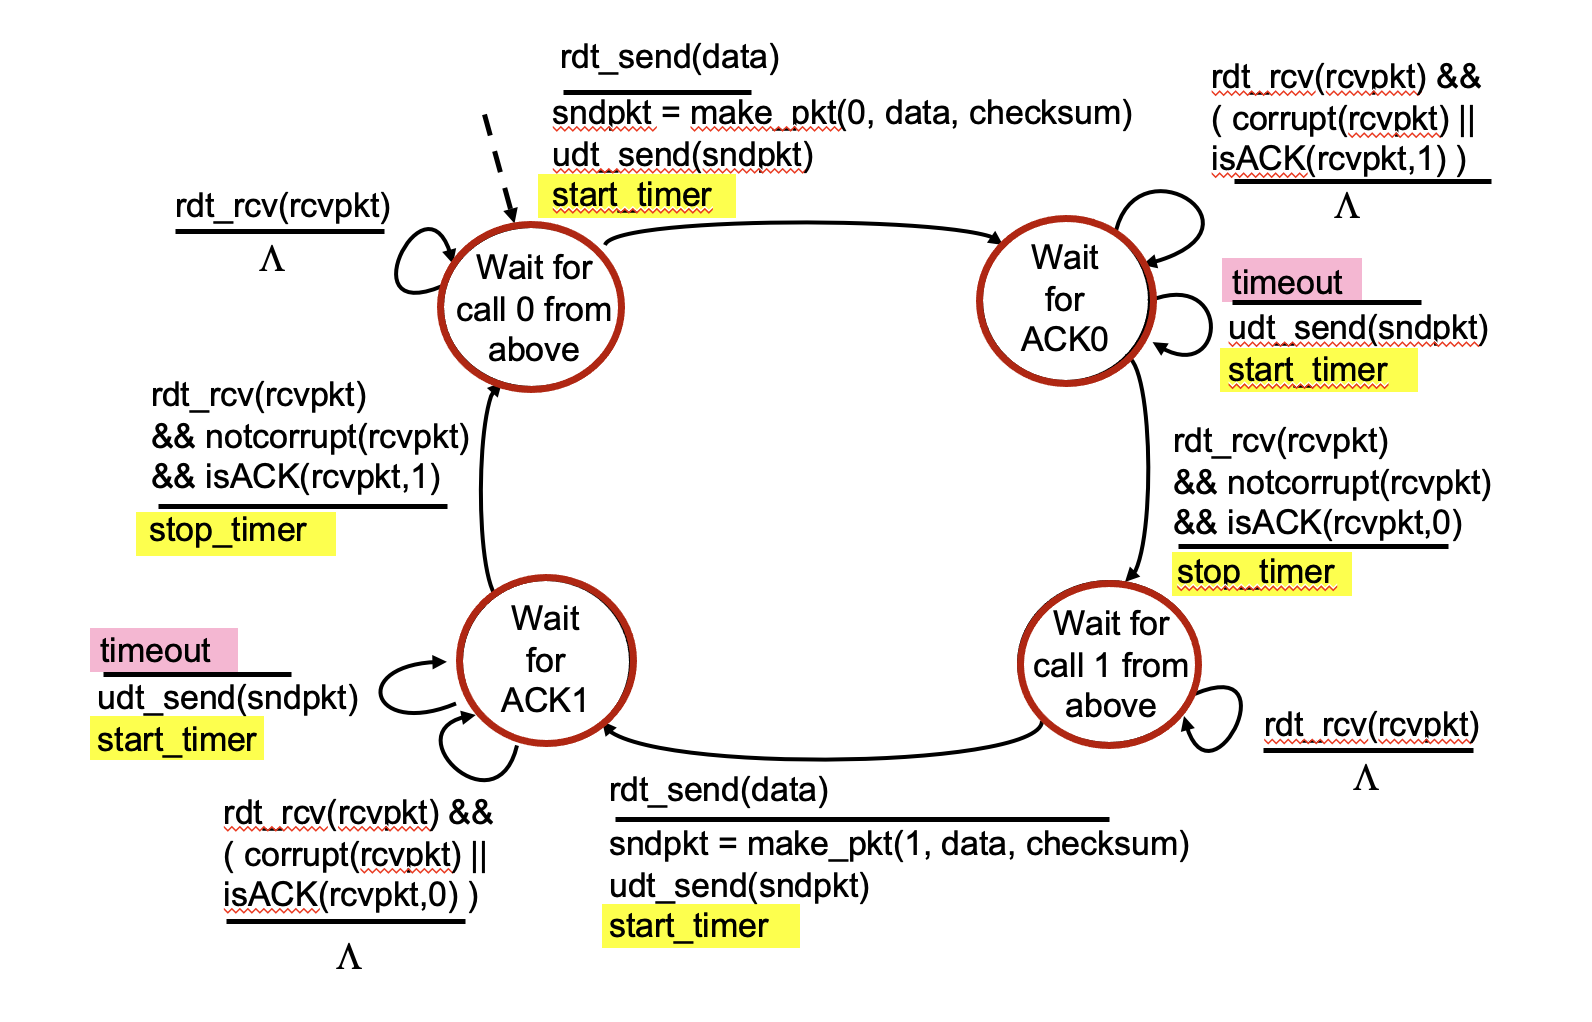 rdt_send(data)
sndpkt = make_pkt(0, data, checksum)
udt_send(sndpkt)
start_timer
rdt_rcv(rcvpkt) &&
( corrupt(rcvpkt) ||
isACK(rcvpkt,1) )
Λ
rdt_rcv(rcvpkt)
Λ
Wait for
call 0 from
above
Wait
for
ACK0
timeout
udt_send(sndpkt)
start_timer
rdt_rcv(rcvpkt)
&& notcorrupt(rcvpkt)
&& isACK(rcvpkt,1)
stop_timer
rdt_rcv(rcvpkt)
&& notcorrupt(rcvpkt)
&& isACK(rcvpkt,0)
stop_timer
timeout
udt_send(sndpkt)
start_timer
Wait
for
ACK1
Wait for
call 1 from
above
rdt_rcv(rcvpkt)
Λ
rdt_rcv(rcvpkt) &&
( corrupt(rcvpkt) ||
isACK(rcvpkt,0) )
Λ
rdt_send(data)
sndpkt = make_pkt(1, data, checksum)
udt_send(sndpkt)
start_timer